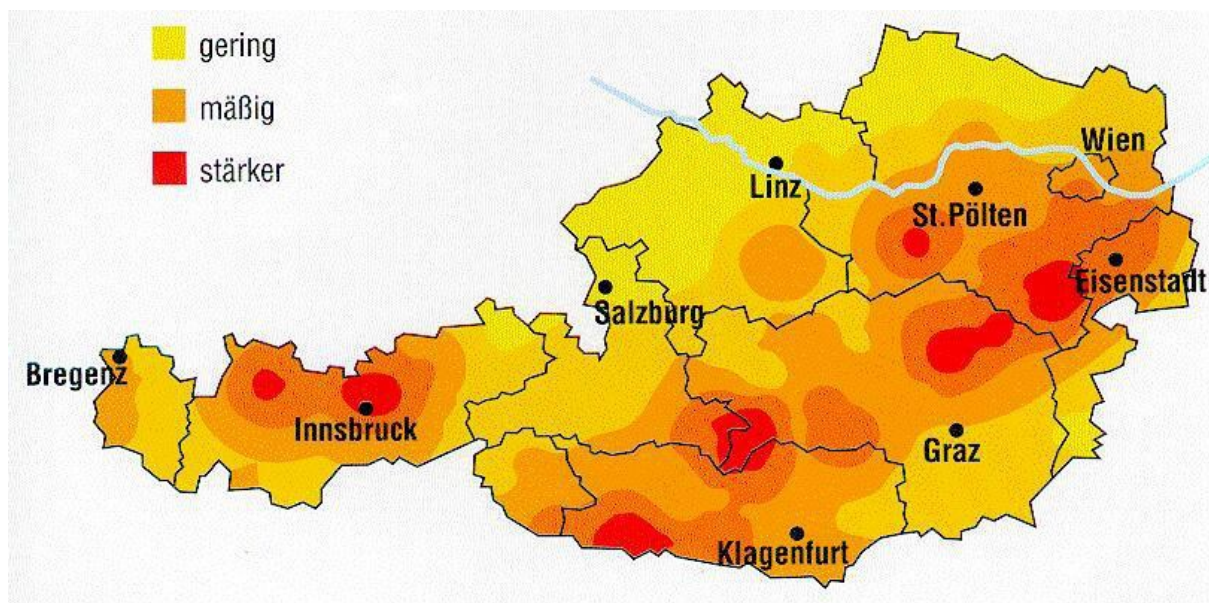 gering
mäßig
stärker
Wien
Linz
St.Pölten
Eisenstadt
Salzburg
Bregenz
Innsbruck
Graz
Klagenfurt